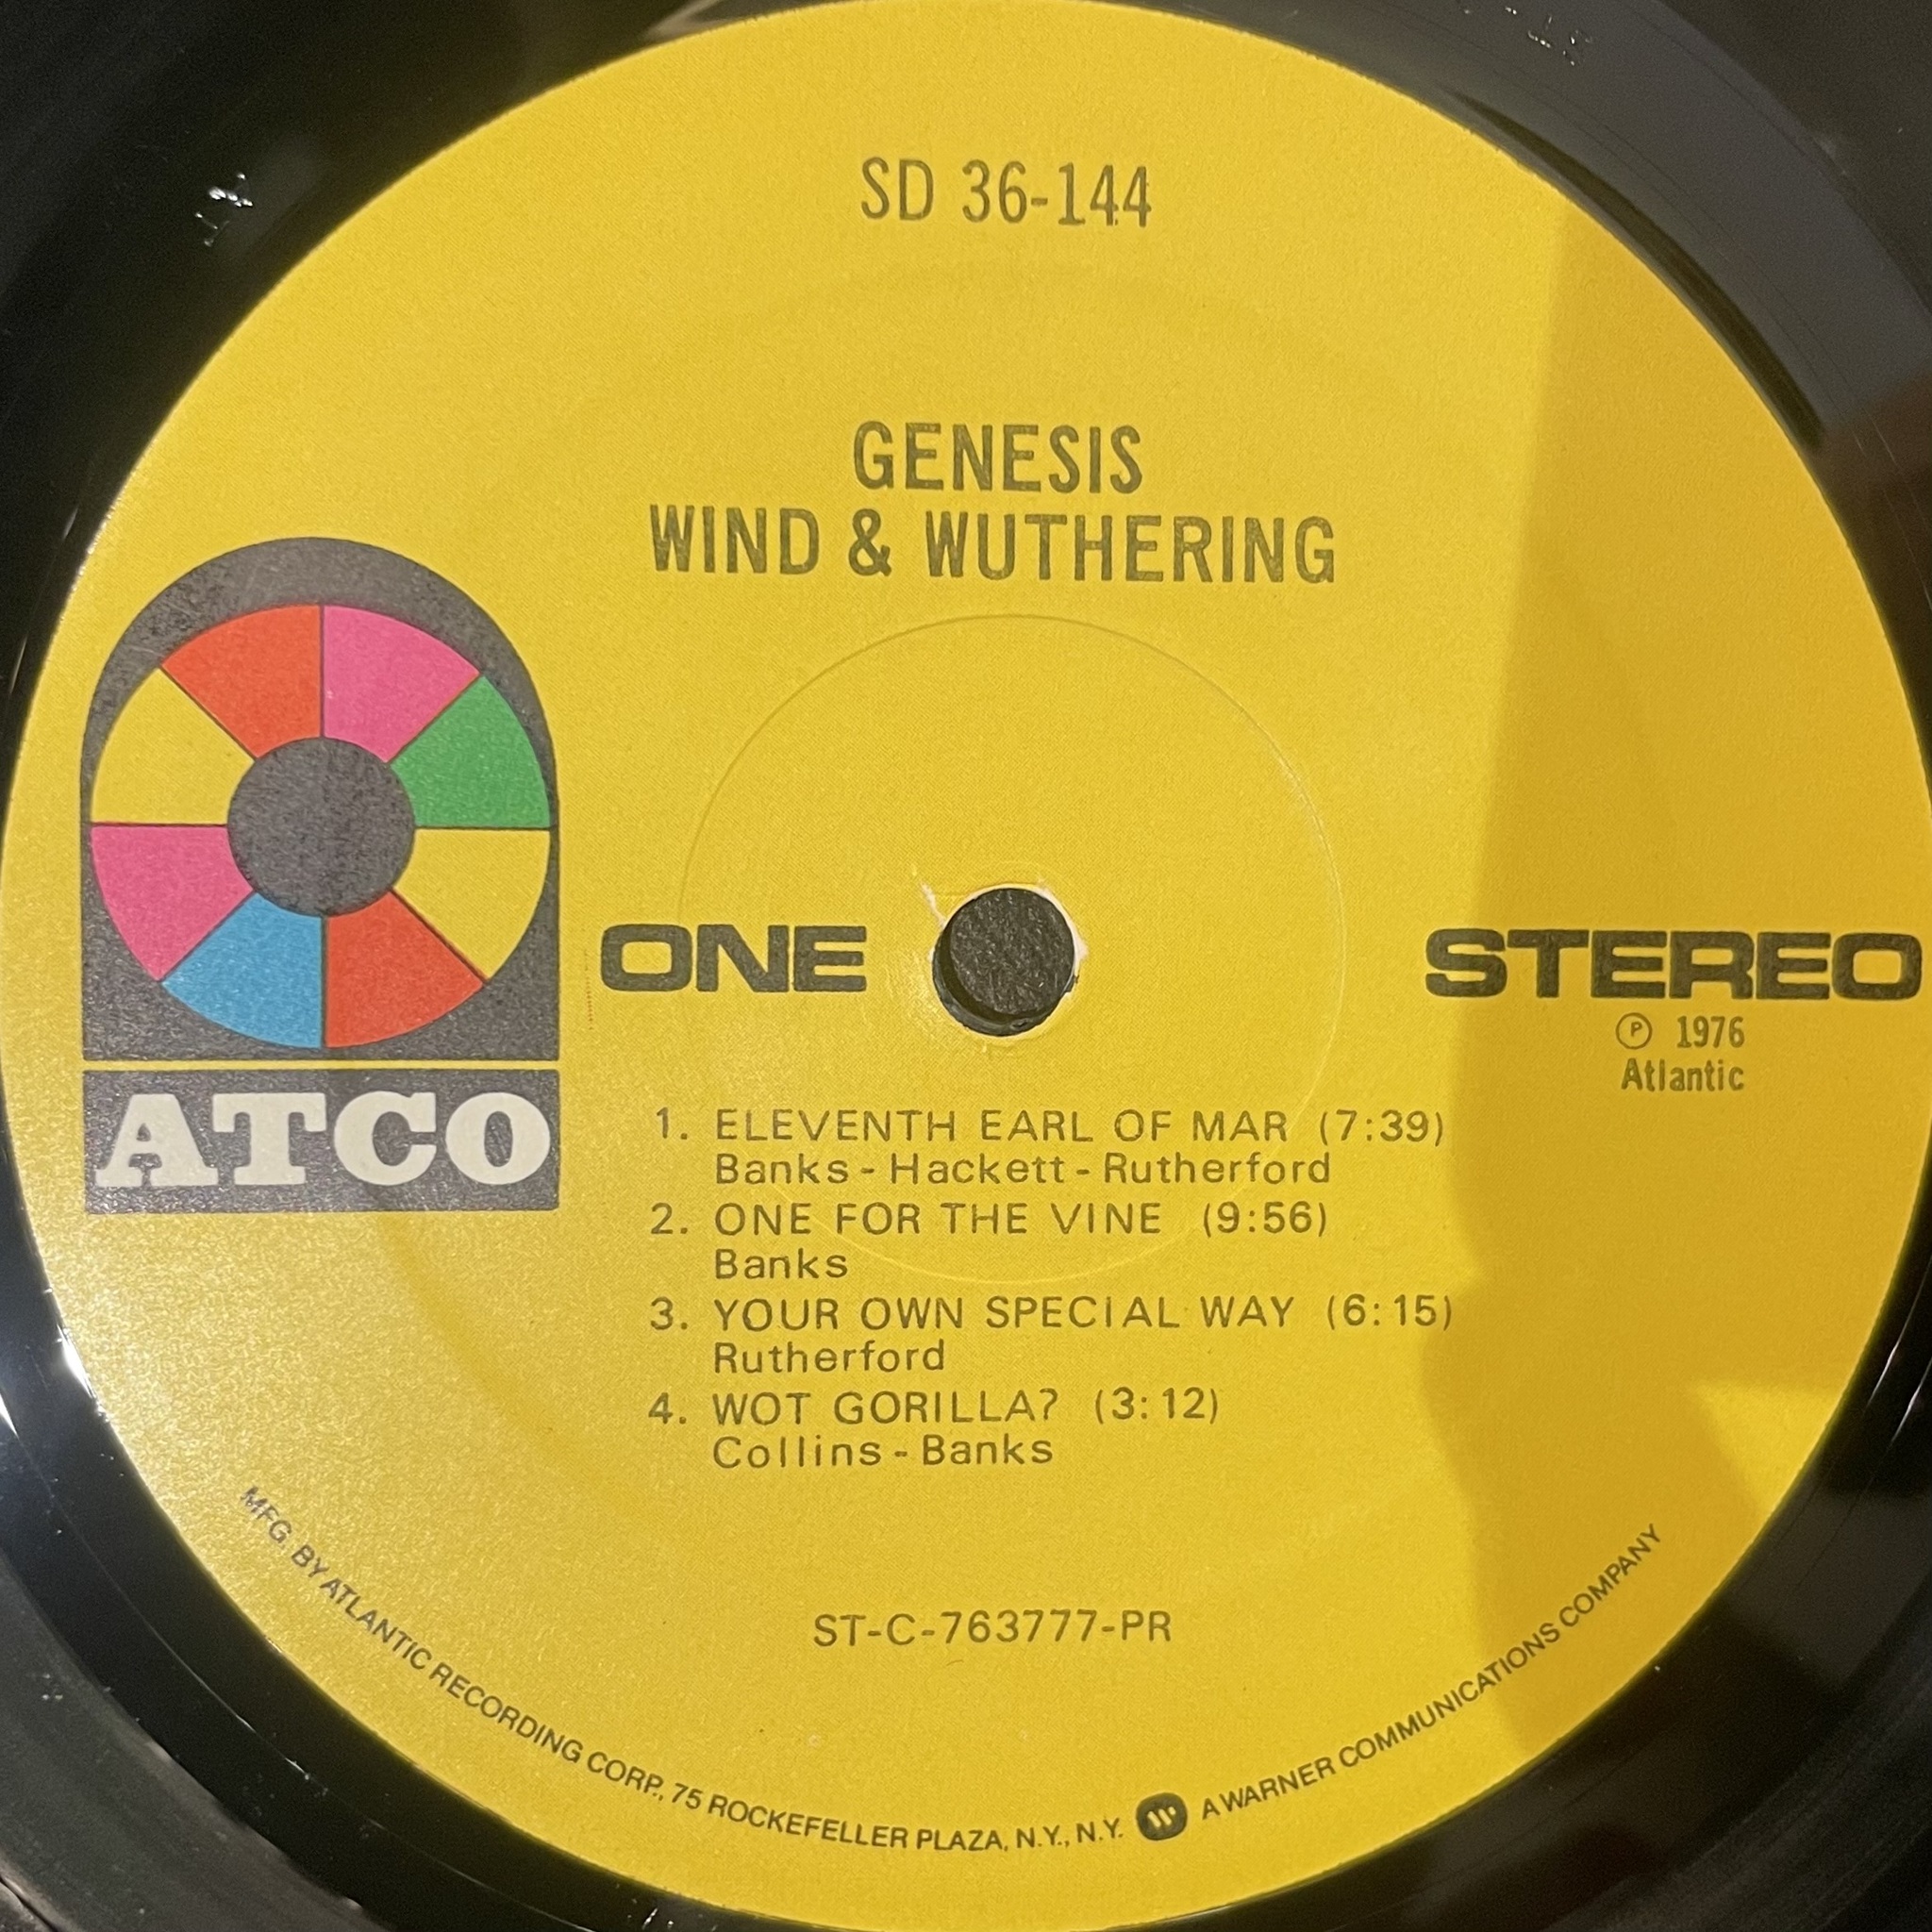 SD 36-144
GENESIS
WIND & WUTHERING
ATCO
ONE
STEREO
Ⓟ 1976
Atlantic
1. ELEVENTH EARL OF MAR (7:39)
Banks - Hackett - Rutherford
2. ONE FOR THE VINE (9:56)
Banks
3. YOUR OWN SPECIAL WAY (6:15)
Rutherford
4. WOT GORILLA? (3:12)
Collins - Banks
ST-C-763777-PR
MFG. BY ATLANTIC RECORDING CORP., 75 ROCKEFELLER PLAZA, N.Y., N.Y. W A WARNER COMMUNICATIONS COMPANY